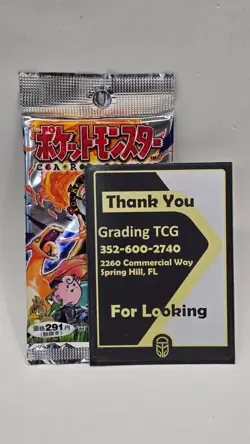 ポケットモンスター
CARD
Thank You
Grading TCG
352-600-2740
2260 Commercial Way
Spring Hill, FL
For Looking
価格291円